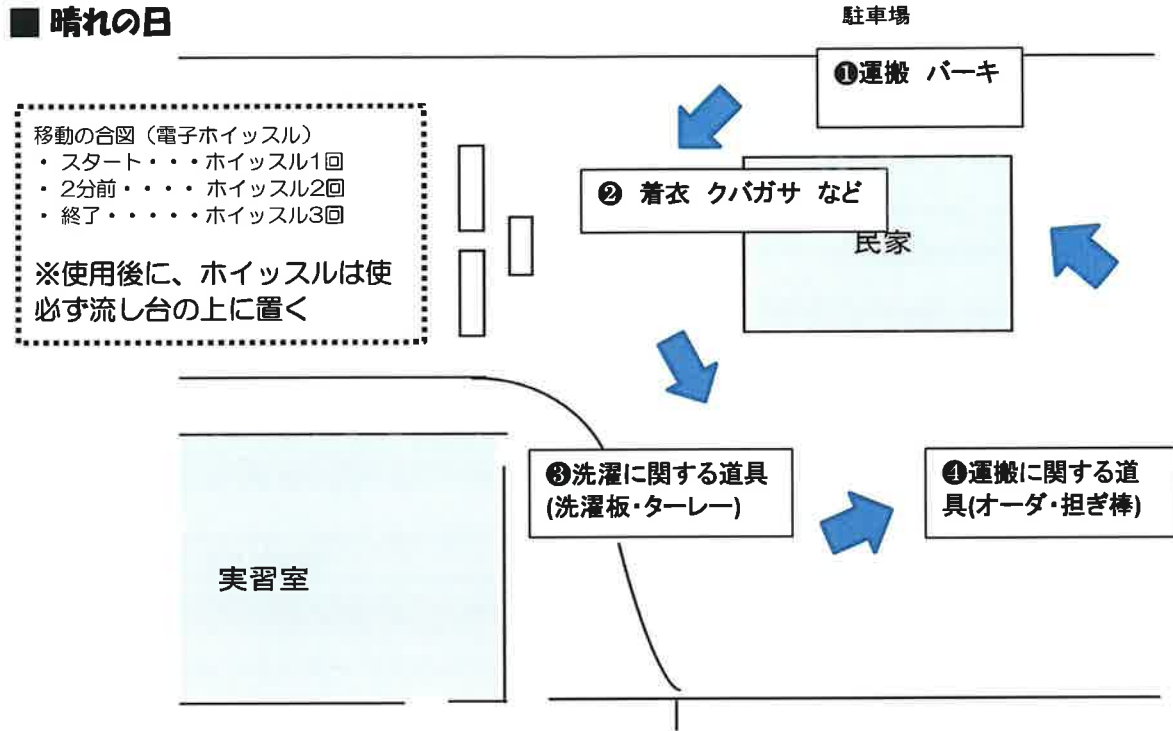 ■ 晴れの日
駐車場
❶運搬 バーキ
移動の合図（電子ホイッスル）
・ スタート・・・ホイッスル1回
・ 2分前・・・・ ホイッスル2回
・ 終了・・・・・ホイッスル3回
※使用後に、ホイッスルは使
必ず流し台の上に置く
❷ 着衣 クバガサ など
民家
❸洗濯に関する道具
(洗濯板・ターレー)
❹運搬に関する道
具(オーダ・担ぎ棒)
実習室